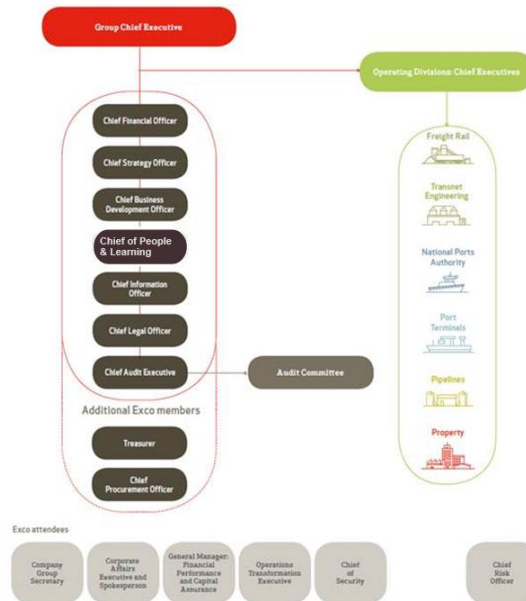 Group Chief Executive
Operating Divisions: Chief Executives
Chief Financial Officer
Chief Strategy Officer
Chief Business
Development Officer
Chief of People
& Learning
Chief Information
Officer
Chief Legal Officer
Chief Audit Executive
Audit Committee
Additional Exco members
Treasurer
Chief
Procurement Officer
Freight Rail
Transnet
Engineering
National Ports
Authority
Port
Terminals
Pipelines
Property
Exco attendees
Company
Group
Secretary
Corporate
Affairs
Executive and
Spokesperson
General Manager:
Financial
Performance
and Capital
Assurance
Operations
Transformation
Executive
Chief
of
Security
Chief
Risk
Officer